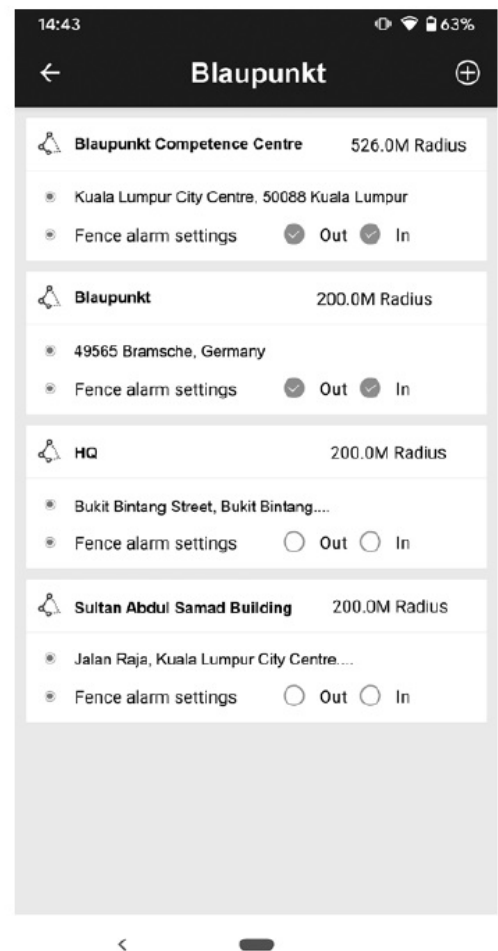 14:43 63%
Blaupunkt
Blaupunkt Competence Centre 526.0M Radius
Kuala Lumpur City Centre, 50088 Kuala Lumpur
Fence alarm settings Out In
Blaupunkt 200.0M Radius
49565 Bramsche, Germany
Fence alarm settings Out In
HQ 200.0M Radius
Bukit Bintang Street, Bukit Bintang....
Fence alarm settings Out In
Sultan Abdul Samad Building 200.0M Radius
Jalan Raja, Kuala Lumpur City Centre....
Fence alarm settings Out In